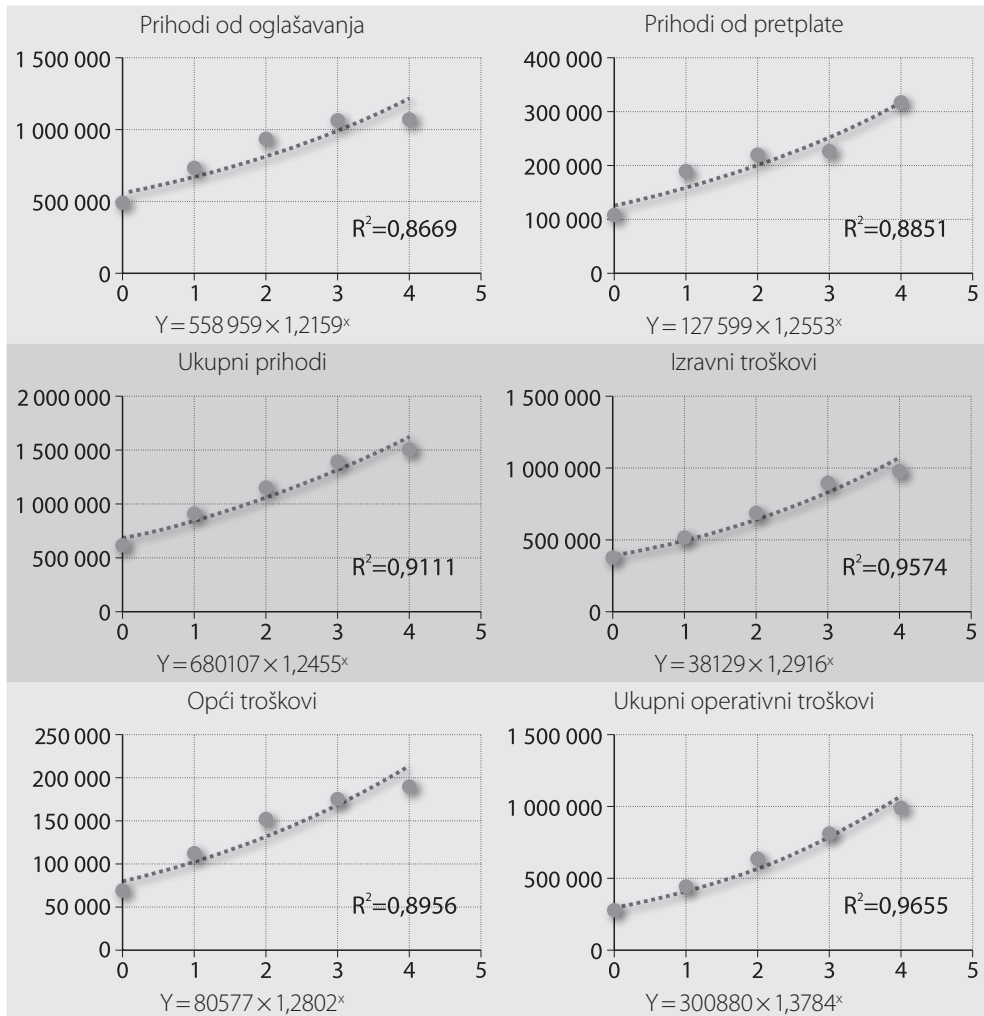 Prihodi od oglašavanja
1 500 000
1 000 000
500 000
0
0 1 2 3 4 5
R²=0,8669
Y=558 959×1,2159ˣ
Prihodi od pretplate
400 000
300 000
200 000
100 000
0
0 1 2 3 4 5
R²=0,8851
Y=127 599×1,2553ˣ
Ukupni prihodi
2 000 000
1 500 000
1 000 000
500 000
0
0 1 2 3 4 5
R²=0,9111
Y=680107×1,2455ˣ
Izravni troškovi
1 500 000
1 000 000
500 000
0
0 1 2 3 4 5
R²=0,9574
Y=38129×1,2916ˣ
Opći troškovi
250 000
200 000
150 000
100 000
50 000
0
0 1 2 3 4 5
R²=0,8956
Y=80577×1,2802ˣ
Ukupni operativni troškovi
1 500 000
1 000 000
500 000
0
0 1 2 3 4 5
R²=0,9655
Y=300880×1,3784ˣ